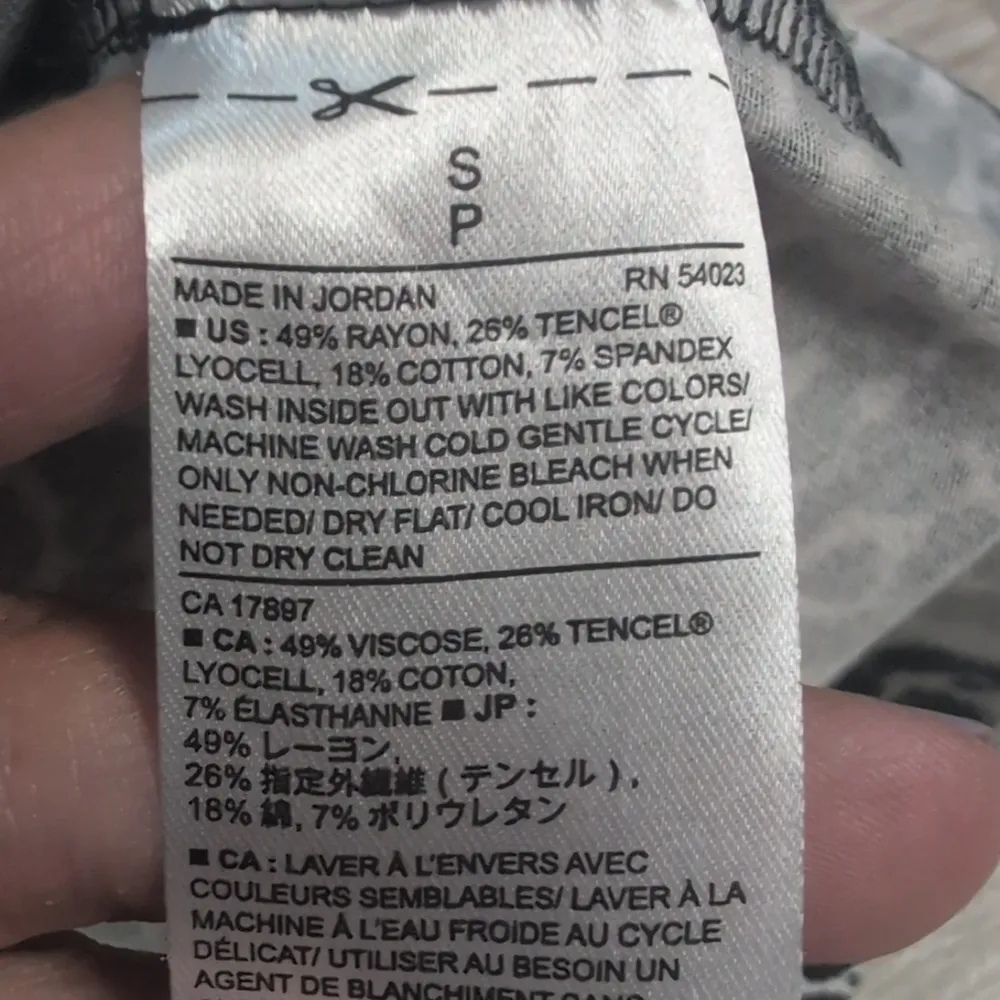 S
P
MADE IN JORDAN RN 54023
■ US : 49% RAYON, 26% TENCEL®
LYOCELL, 18% COTTON, 7% SPANDEX
WASH INSIDE OUT WITH LIKE COLORS/
MACHINE WASH COLD GENTLE CYCLE/
ONLY NON-CHLORINE BLEACH WHEN
NEEDED/ DRY FLAT/ COOL IRON/ DO
NOT DRY CLEAN
CA 17897
■ CA : 49% VISCOSE, 26% TENCEL®
LYOCELL, 18% COTON,
7% ÉLASTHANNE ■ JP :
49% レーヨン,
26% 指定外繊維 ( テンセル ),
18% 綿, 7% ポリウレタン
■ CA : LAVER À L'ENVERS AVEC
COULEURS SEMBLABLES/ LAVER À LA
MACHINE À L'EAU FROIDE AU CYCLE
DÉLICAT/ UTILISER AU BESOIN UN
AGENT DE BLANCHIMENT SANS